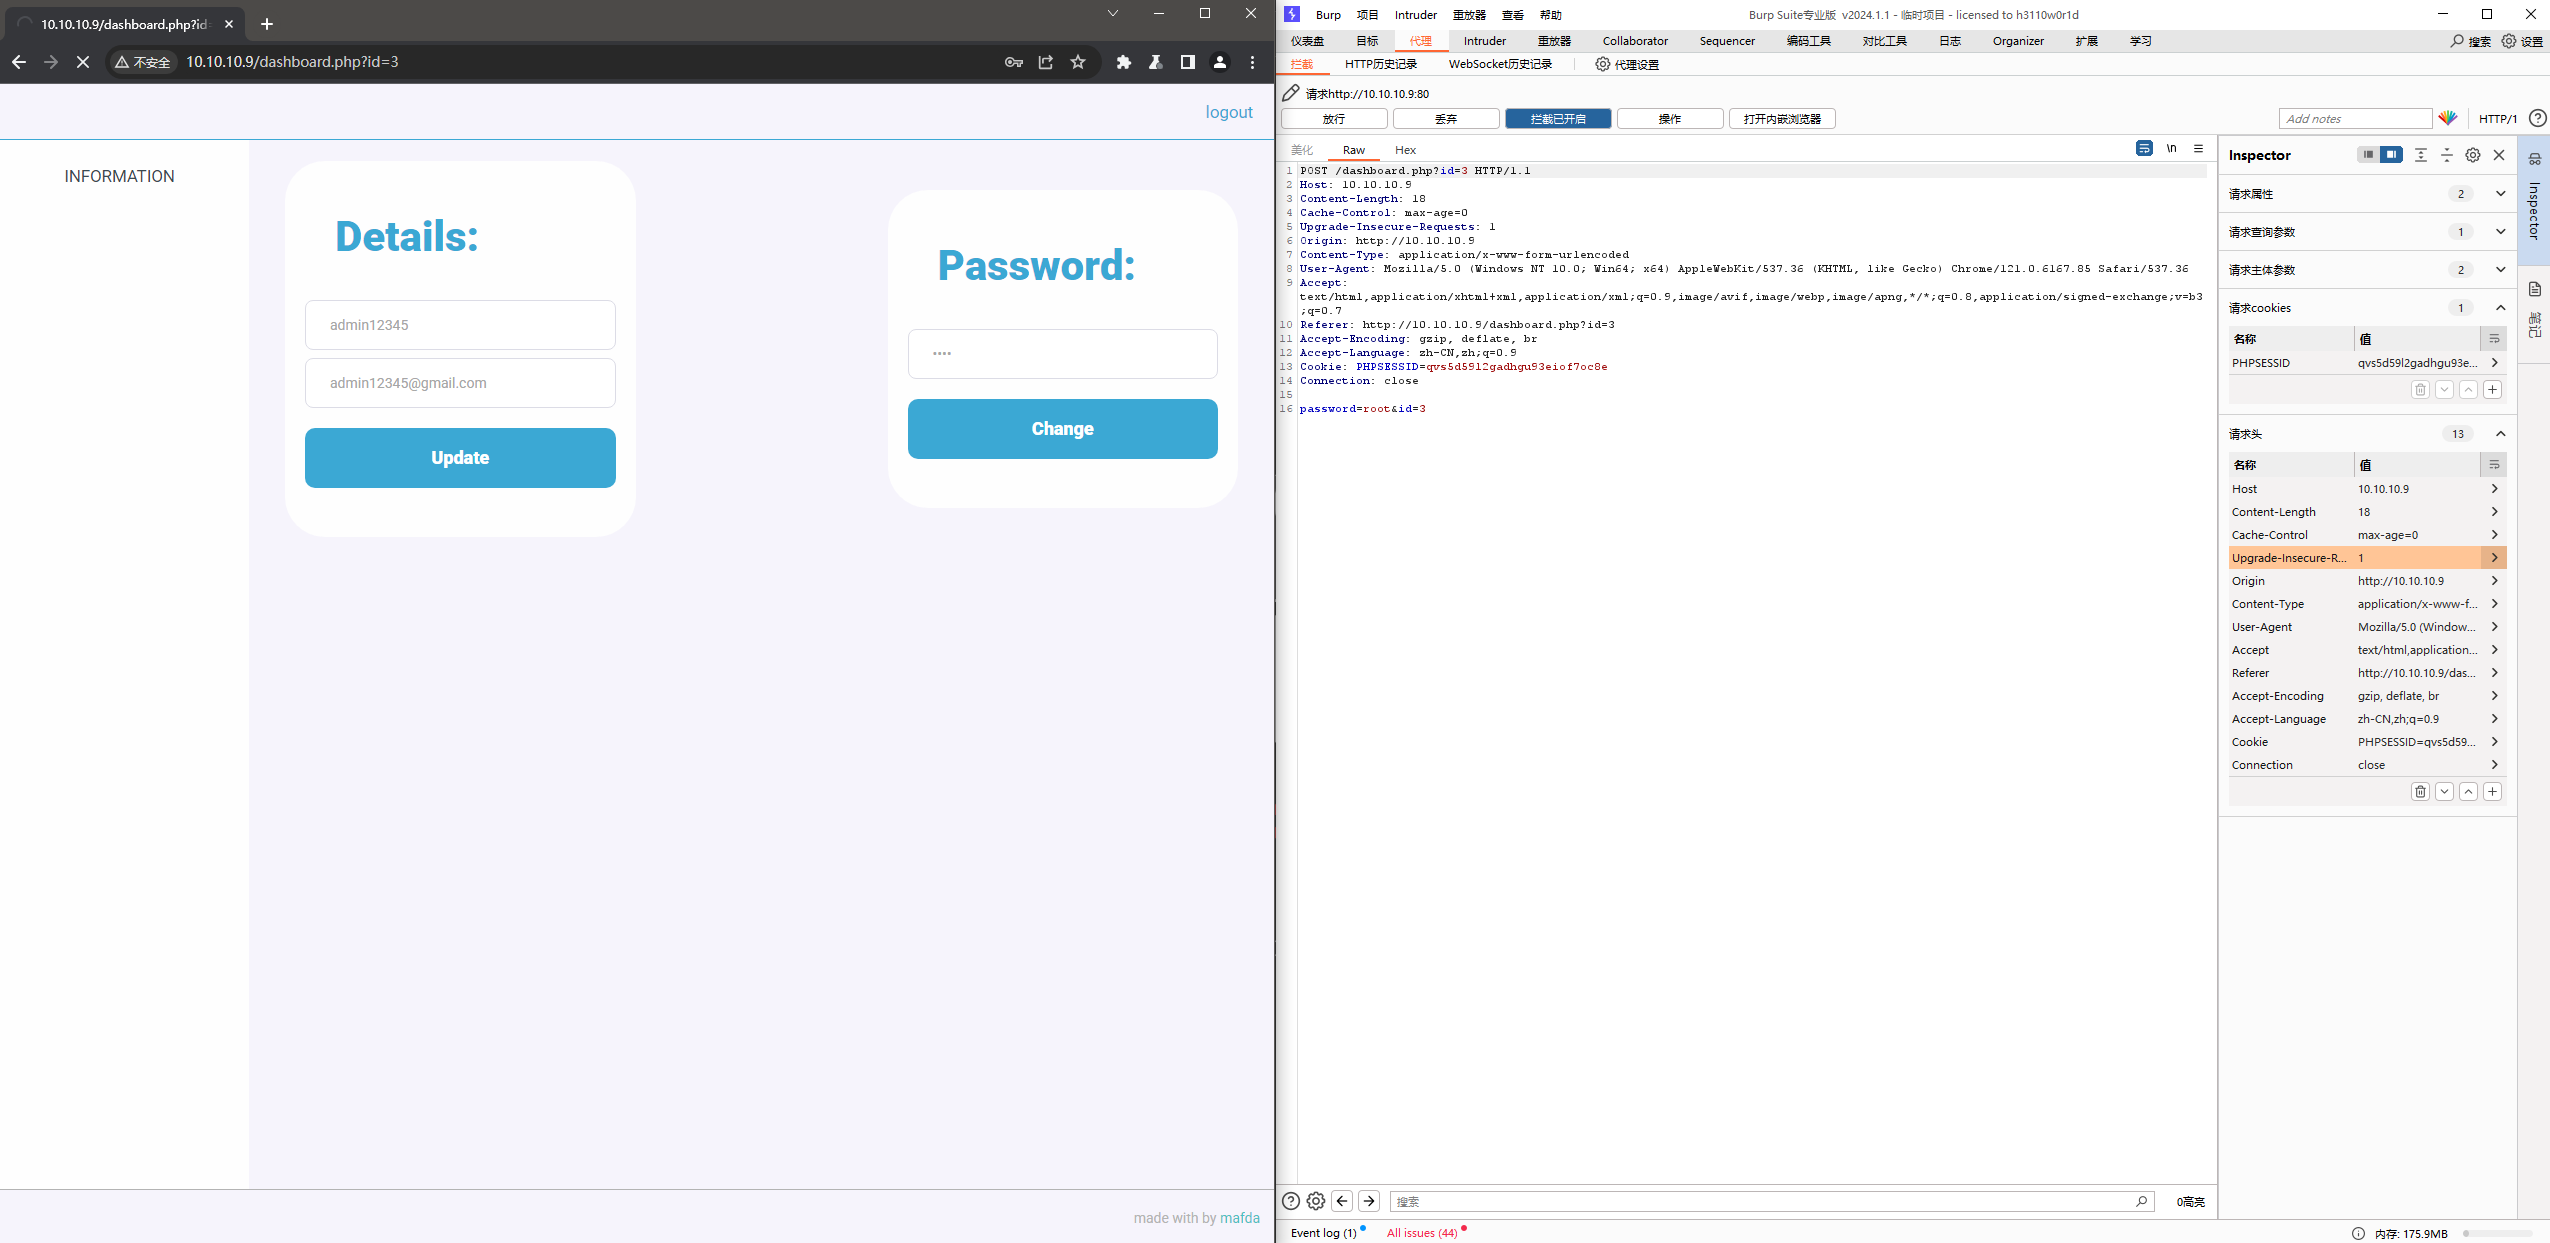 10.10.10.9/dashboard.php?id=
不安全
10.10.10.9/dashboard.php?id=3
logout
INFORMATION
Details:
admin12345
admin12345@gmail.com
Update
Password:
····
Change
made with by mafda
Burp 项目 Intruder 重放器 查看 帮助
Burp Suite专业版 v2024.1.1 - 临时项目 - licensed to h3110w0r1d
仪表盘 目标 代理 Intruder 重放器 Collaborator Sequencer 编码工具 对比工具 日志 Organizer 扩展 学习
搜索 设置
拦截 HTTP历史记录 WebSocket历史记录 代理设置
请求http://10.10.10.9:80
放行 丢弃 拦截已开启 操作 打开内嵌浏览器
Add notes HTTP/1
美化 Raw Hex
\n
1 POST /dashboard.php?id=3 HTTP/1.1
2 Host: 10.10.10.9
3 Content-Length: 18
4 Cache-Control: max-age=0
5 Upgrade-Insecure-Requests: 1
6 Origin: http://10.10.10.9
7 Content-Type: application/x-www-form-urlencoded
8 User-Agent: Mozilla/5.0 (Windows NT 10.0; Win64; x64) AppleWebKit/537.36 (KHTML, like Gecko) Chrome/121.0.6167.85 Safari/537.36
9 Accept:
text/html,application/xhtml+xml,application/xml;q=0.9,image/avif,image/webp,image/apng,*/*;q=0.8,application/signed-exchange;v=b3
;q=0.7
10 Referer: http://10.10.10.9/dashboard.php?id=3
11 Accept-Encoding: gzip, deflate, br
12 Accept-Language: zh-CN,zh;q=0.9
13 Cookie: PHPSESSID=qvs5d59l2gadhgu93eiof7oc8e
14 Connection: close
15
16 password=root&id=3
搜索
0高亮
Inspector
请求属性 2
请求查询参数 1
请求主体参数 2
请求cookies 1
名称 值
PHPSESSID qvs5d59l2gadhgu93e...
请求头 13
名称 值
Host 10.10.10.9
Content-Length 18
Cache-Control max-age=0
Upgrade-Insecure-R... 1
Origin http://10.10.10.9
Content-Type application/x-www-f...
User-Agent Mozilla/5.0 (Window...
Accept text/html,application...
Referer http://10.10.10.9/das...
Accept-Encoding gzip, deflate, br
Accept-Language zh-CN,zh;q=0.9
Cookie PHPSESSID=qvs5d59...
Connection close
Inspector
笔记
Event log (1) All issues (44)
内存: 175.9MB